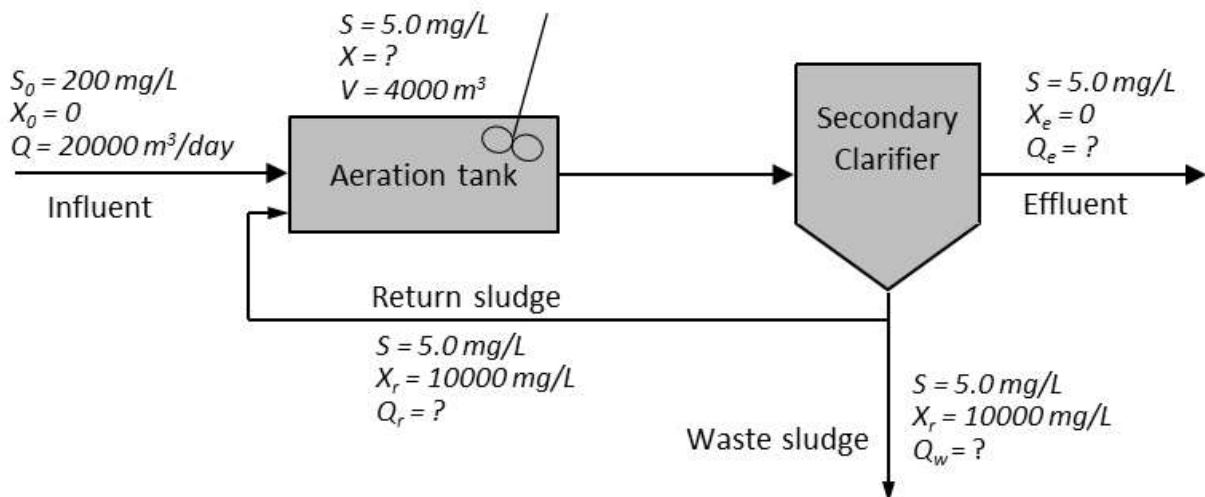 S₀ = 200 mg/L
X₀ = 0
Q = 20000 m³/day
Influent
S = 5.0 mg/L
X = ?
V = 4000 m³
Aeration tank
Secondary
Clarifier
S = 5.0 mg/L
Xₑ = 0
Qₑ = ?
Effluent
Return sludge
S = 5.0 mg/L
Xᵣ = 10000 mg/L
Qᵣ = ?
Waste sludge
S = 5.0 mg/L
Xᵣ = 10000 mg/L
Q_w = ?